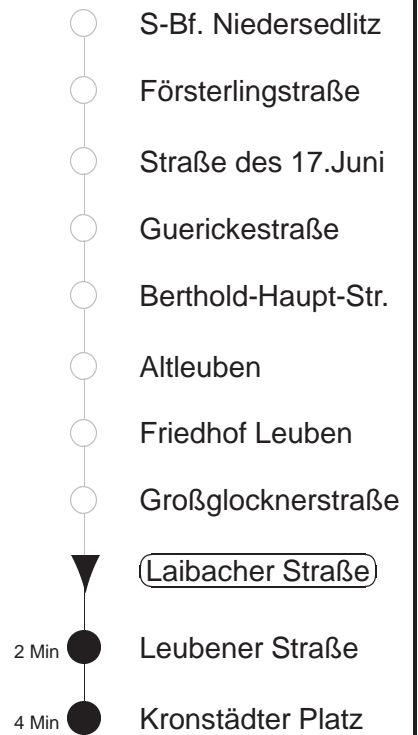 S-Bf. Niedersedlitz
Försterlingstraße
Straße des 17.Juni
Guerickestraße
Berthold-Haupt-Str.
Altleuben
Friedhof Leuben
Großglocknerstraße
Laibacher Straße
2 Min Leubener Straße
4 Min Kronstädter Platz